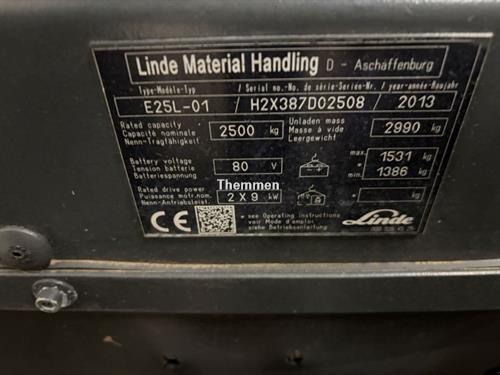 Linde Material Handling D - Aschaffenburg
Type-Modèle-Typ / Serial no.-No. de série-Serien-Nr. / year-année-Baujahr
E25L-01 / H2X387D02508 / 2013
Rated capacity
Capacité nominale
Nenn-Tragfähigkeit
2500 kg
Unladen mass
Masse à vide
Leergewicht
2990 kg
Battery voltage
Tension batterie
Batteriespannung
80 V
max. 1531 kg
min. 1386 kg
Rated drive power
Puissance motr.nom.
Nenn-Antriebsleist.
2 X 9 kW
+ kg
Themmen
CE
see Operating instructions
voir Mode d'emploi
siehe Betriebsanleitung
Linde